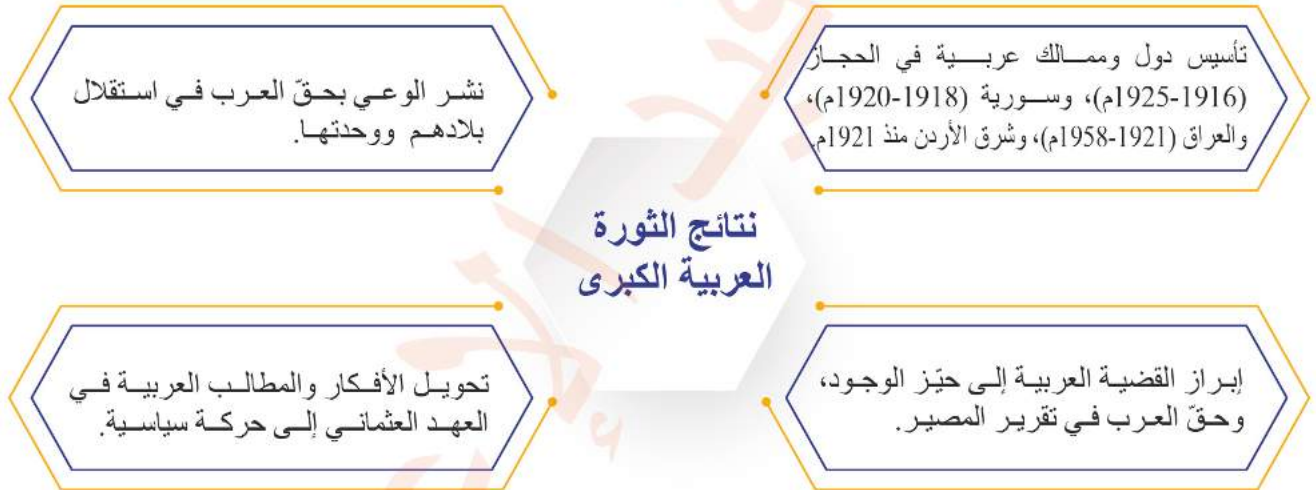 تأسيس دول وممالك عربية في الحجاز
(1916-1925م)، وسورية (1918-1920م)،
والعراق (1921-1958م)، وشرق الأردن منذ 1921م.
نشر الوعي بحقّ العرب في استقلال
بلادهم ووحدتها.
نتائج الثورة
العربية الكبرى
إبراز القضية العربية إلى حيّز الوجود،
وحقّ العرب في تقرير المصير.
تحويل الأفكار والمطالب العربية في
العهد العثماني إلى حركة سياسية.